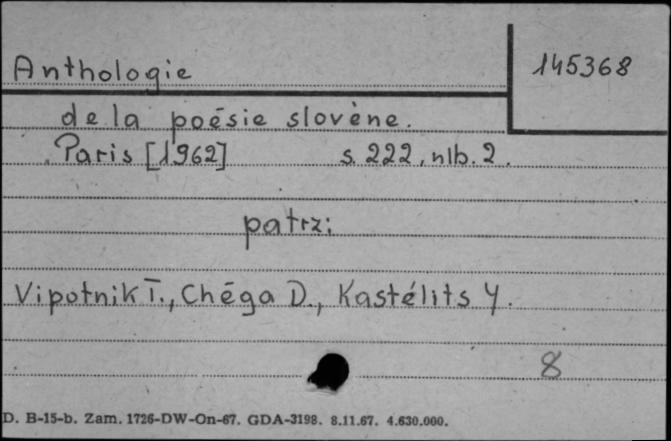 Anthologie
145368
de la poésie slovène.
Paris [1962] s. 222, nlb. 2.
patrz:
Vipotnik I., Chéga D., Kastélits Y.
8
D. B-15-b. Zam. 1726-DW-On-67. GDA-3198. 8.11.67. 4.630.000.